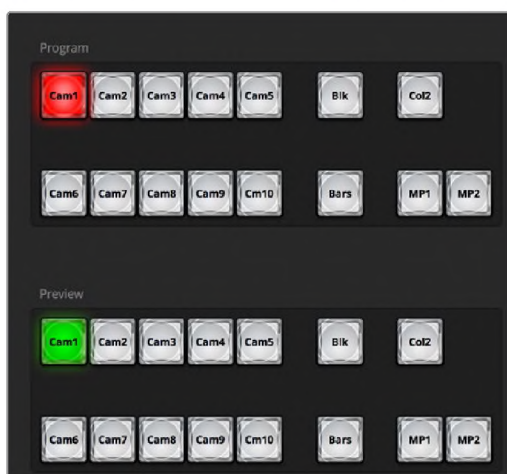 Program
Cam1 Cam2 Cam3 Cam4 Cam5 Blk Col2
Cam6 Cam7 Cam8 Cam9 Cm10 Bars MP1 MP2
Preview
Cam1 Cam2 Cam3 Cam4 Cam5 Blk Col2
Cam6 Cam7 Cam8 Cam9 Cm10 Bars MP1 MP2